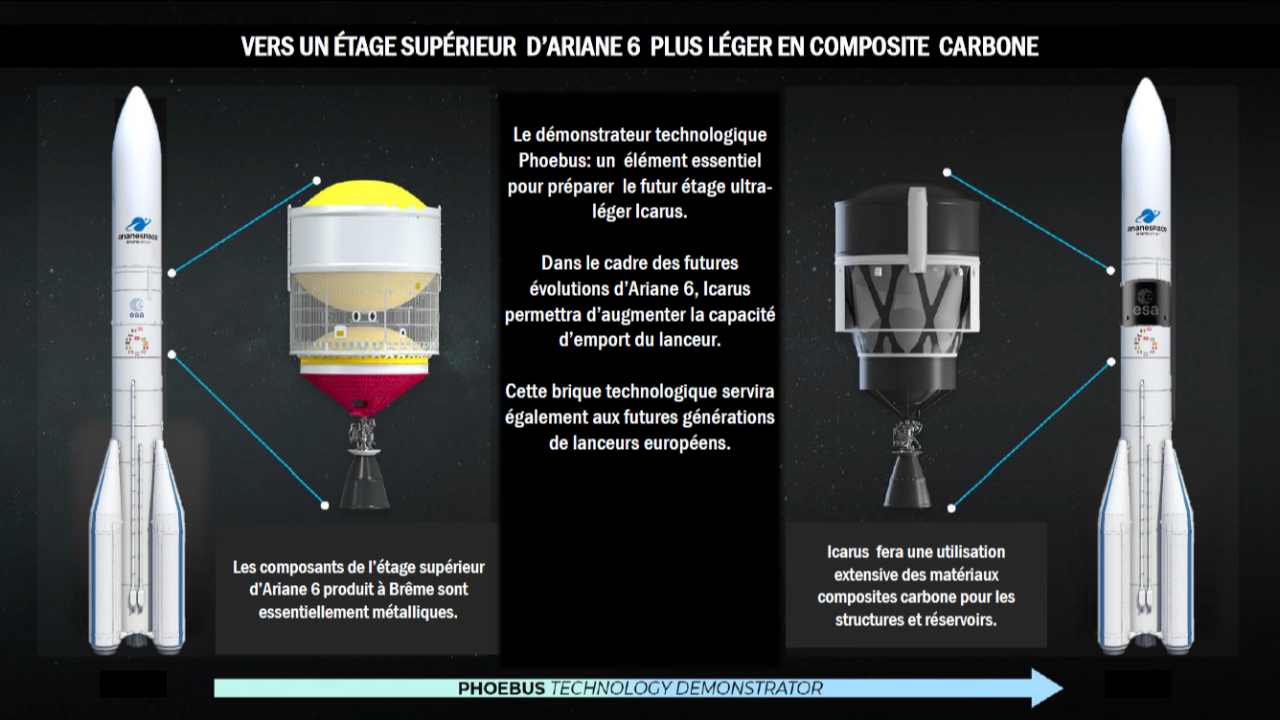 VERS UN ÉTAGE SUPÉRIEUR D'ARIANE 6 PLUS LÉGER EN COMPOSITE CARBONE
arianespace
esa
Le démonstrateur technologique
Phoebus: un élément essentiel
pour préparer le futur étage ultra-
léger Icarus.
Dans le cadre des futures
évolutions d'Ariane 6, Icarus
permettra d'augmenter la capacité
d'emport du lanceur.
Cette brique technologique servira
également aux futures générations
de lanceurs européens.
arianespace
esa
Les composants de l'étage supérieur
d'Ariane 6 produit à Brême sont
essentiellement métalliques.
Icarus fera une utilisation
extensive des matériaux
composites carbone pour les
structures et réservoirs.
PHOEBUS TECHNOLOGY DEMONSTRATOR